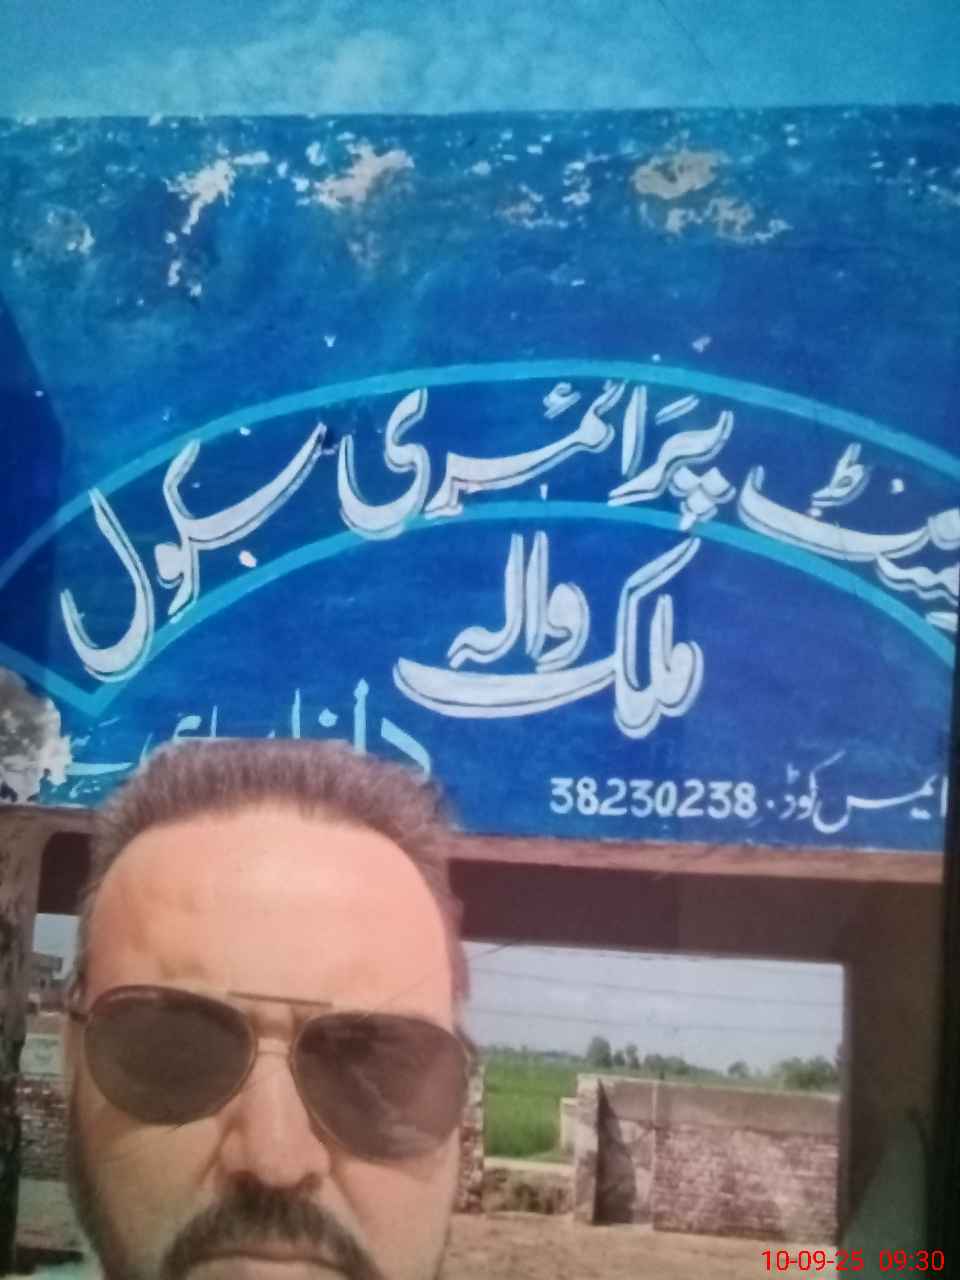 پرائمری سکول
ملک والہ
ایمس کوڈ. 38230238
10-09-25 09:30